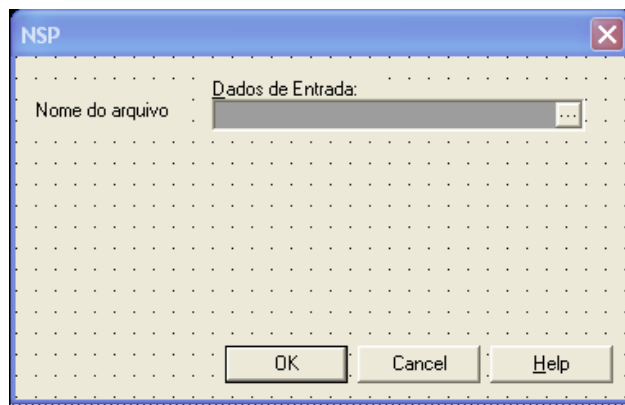 NSP
Dados de Entrada:
Nome do arquivo
...
OK
Cancel
Help